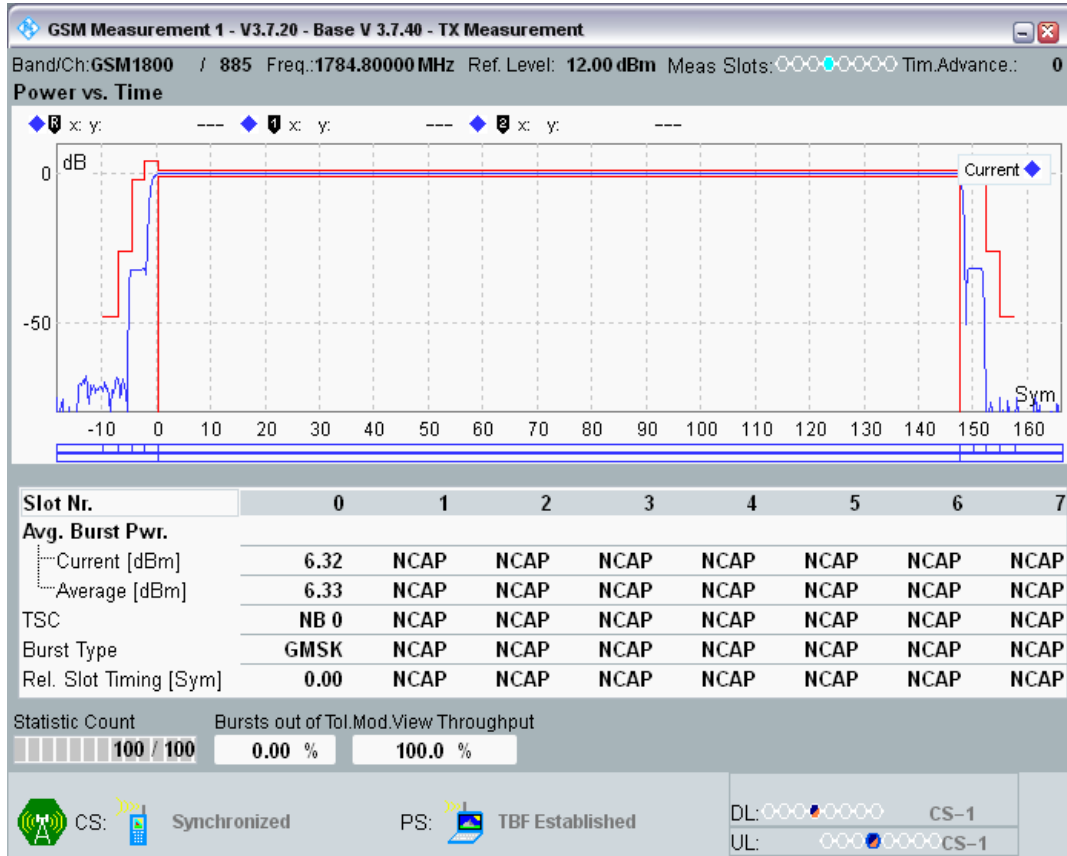 GSM Measurement 1 - V3.7.20 - Base V 3.7.40 - TX Measurement
Band/Ch:GSM1800 / 885 Freq.:1784.80000 MHz Ref. Level: 12.00 dBm Meas Slots: Tim.Advance.: 0
Power vs. Time
R x: y: --- 1 x: y: --- 2 x: y: ---
dB
Current
0
-50
Sym
-10 0 10 20 30 40 50 60 70 80 90 100 110 120 130 140 150 160
Slot Nr. 0 1 2 3 4 5 6 7
Avg. Burst Pwr.
Current [dBm] 6.32 NCAP NCAP NCAP NCAP NCAP NCAP NCAP
Average [dBm] 6.33 NCAP NCAP NCAP NCAP NCAP NCAP NCAP
TSC NB 0 NCAP NCAP NCAP NCAP NCAP NCAP NCAP
Burst Type GMSK NCAP NCAP NCAP NCAP NCAP NCAP NCAP
Rel. Slot Timing [Sym] 0.00 NCAP NCAP NCAP NCAP NCAP NCAP NCAP
Statistic Count Bursts out of Tol.Mod.View Throughput
100 / 100 0.00 % 100.0 %
CS: Synchronized PS: TBF Established DL: CS-1
UL: CS-1